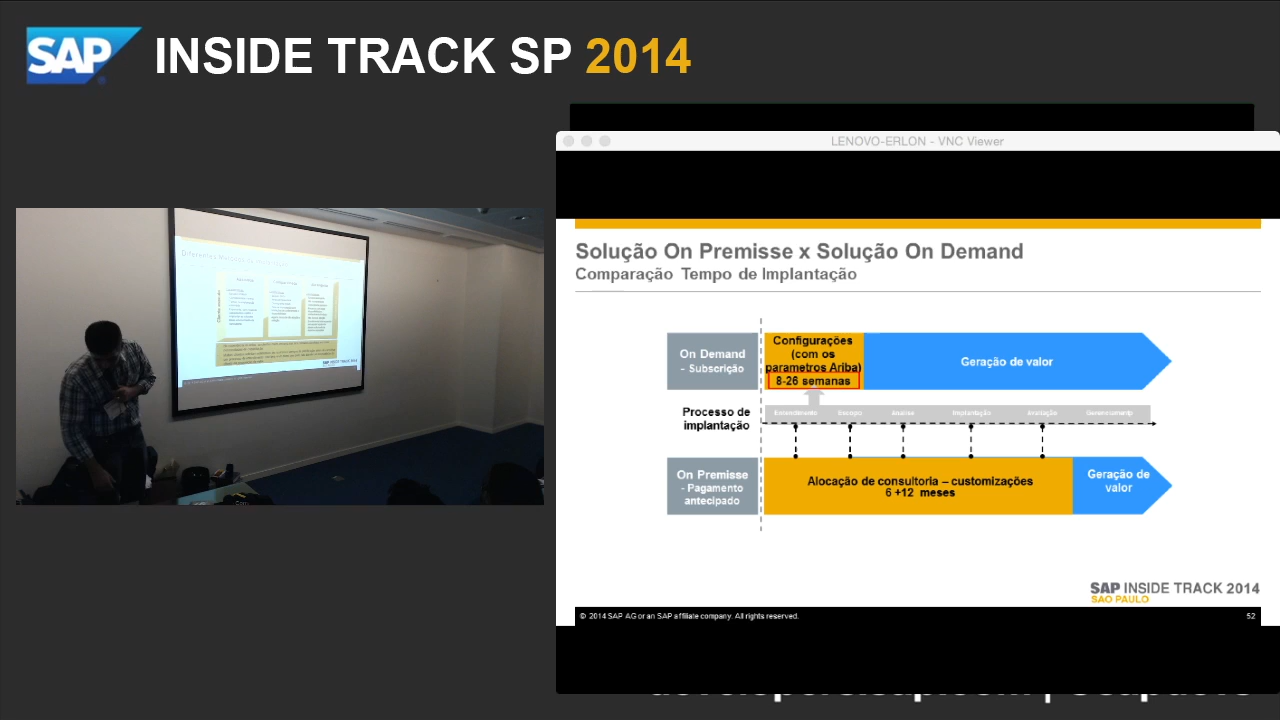 SAP INSIDE TRACK SP 2014
LENOVO-ERLON - VNC Viewer
Solução On Premisse x Solução On Demand
Comparação Tempo de Implantação
On Demand
- Subscrição
Configurações
(com os
parametros Ariba)
8-26 semanas
Geração de valor
Processo de
implantação
Entendimento Escopo Análise Implantação Avaliação Gerenciamento
On Premisse
- Pagamento
antecipado
Alocação de consultoria – customizações
6 +12 meses
Geração de
valor
SAP INSIDE TRACK 2014
SÃO PAULO
© 2014 SAP AG or an SAP affiliate company. All rights reserved.
52